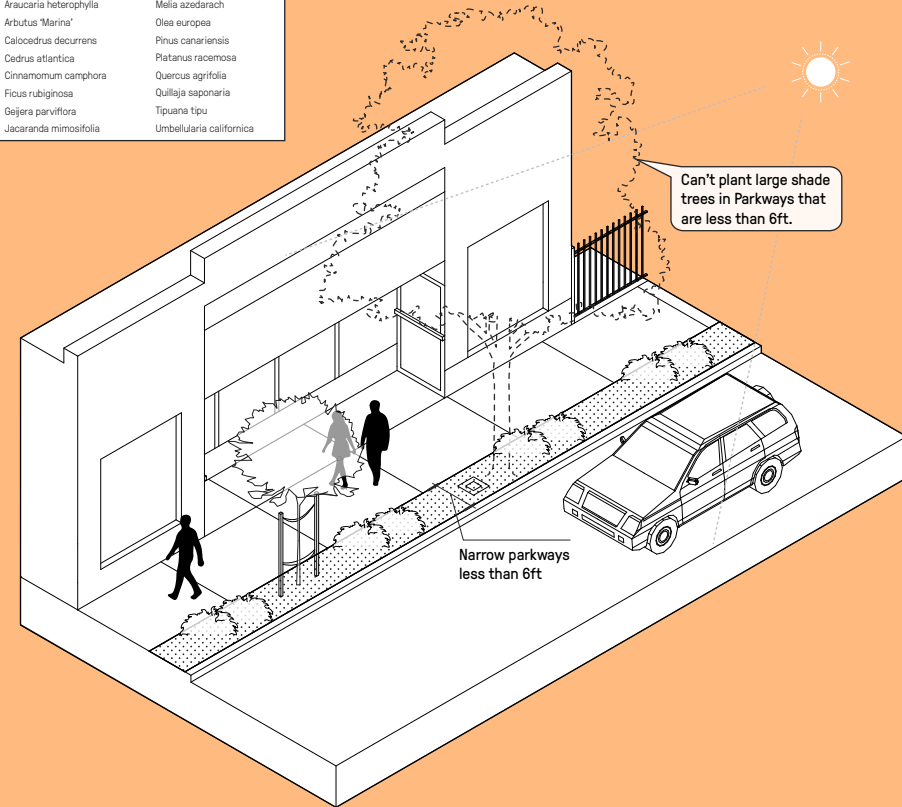 Araucaria heterophylla
Arbutus 'Marina'
Calocedrus decurrens
Cedrus atlantica
Cinnamomum camphora
Ficus rubiginosa
Geijera parviflora
Jacaranda mimosifolia
Melia azedarach
Olea europea
Pinus canariensis
Platanus racemosa
Quercus agrifolia
Quillaja saponaria
Tipuana tipu
Umbellularia californica
Can't plant large shade
trees in Parkways that
are less than 6ft.
Narrow parkways
less than 6ft